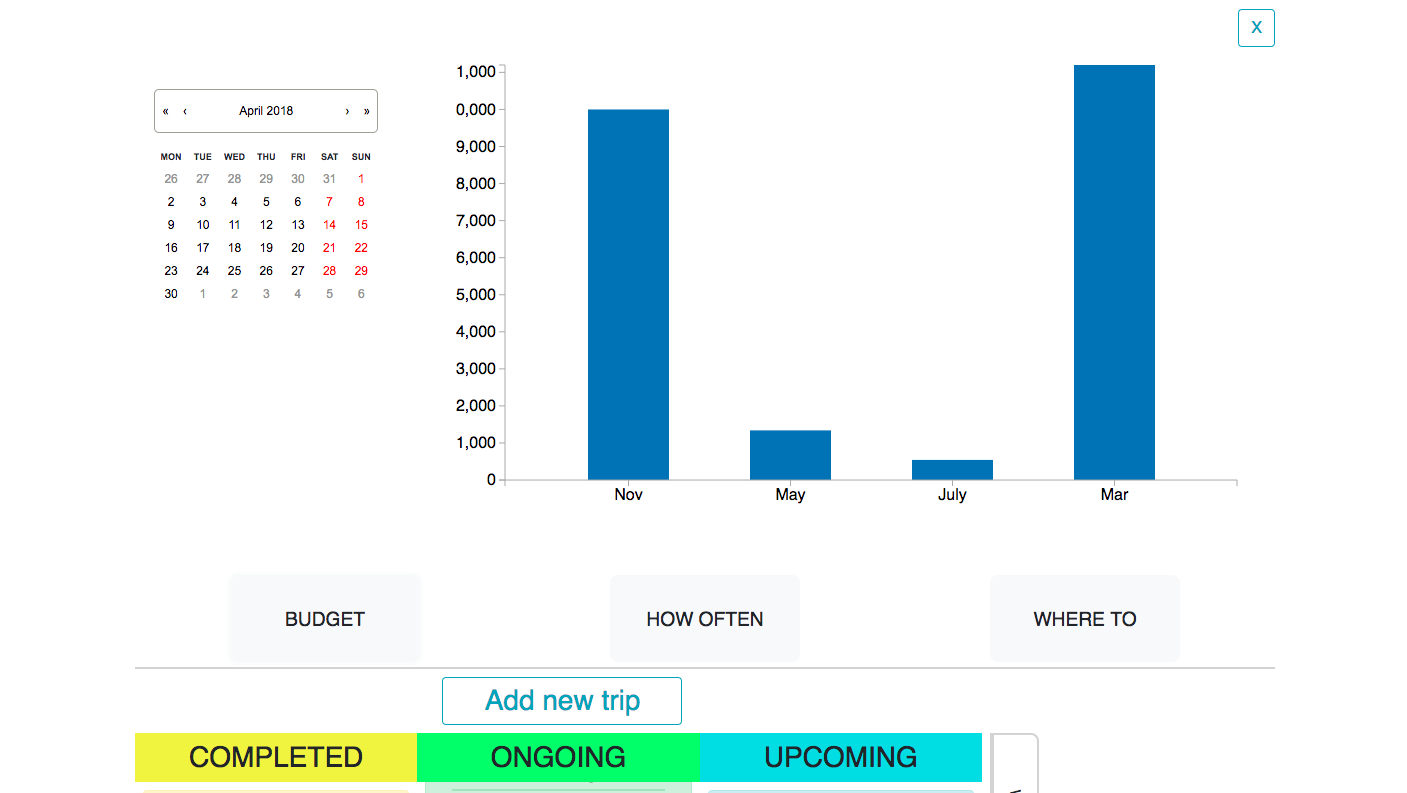 X
« ‹ April 2018 › »
MON TUE WED THU FRI SAT SUN
26 27 28 29 30 31 1
2 3 4 5 6 7 8
9 10 11 12 13 14 15
16 17 18 19 20 21 22
23 24 25 26 27 28 29
30 1 2 3 4 5 6
1,000
0,000
9,000
8,000
7,000
6,000
5,000
4,000
3,000
2,000
1,000
0
Nov May July Mar
BUDGET HOW OFTEN WHERE TO
Add new trip
COMPLETED ONGOING UPCOMING